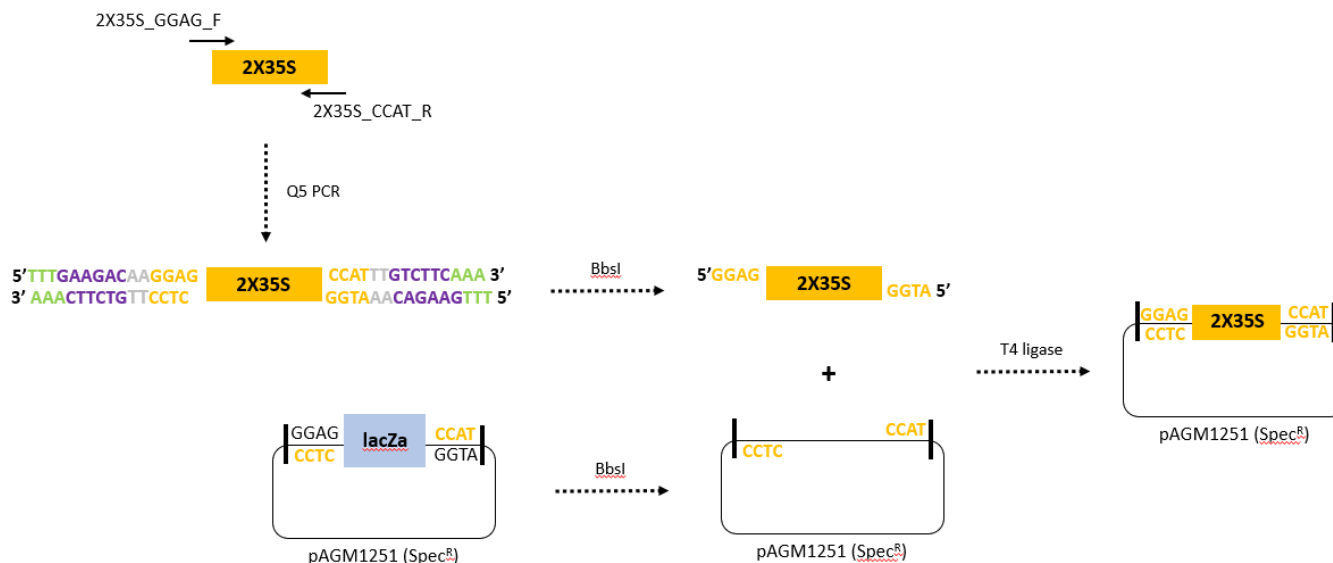 2X35S_GGAG_F
2X35S
2X35S_CCAT_R
Q5 PCR
5’TTTGAAGACAAGGAG 2X35S CCATTTGTCTTCAAA 3’
3’ AAACTTCTGTTCCTC GGTAAACAGAAGTTT 5’
BbsI
5’GGAG 2X35S GGTA 5’
+
T4 ligase
GGAG 2X35S CCAT
CCTC GGTA
pAGM1251 (SpecR)
GGAG lacZa CCAT
CCTC GGTA
pAGM1251 (SpecR)
BbsI
CCAT
CCTC
pAGM1251 (SpecR)